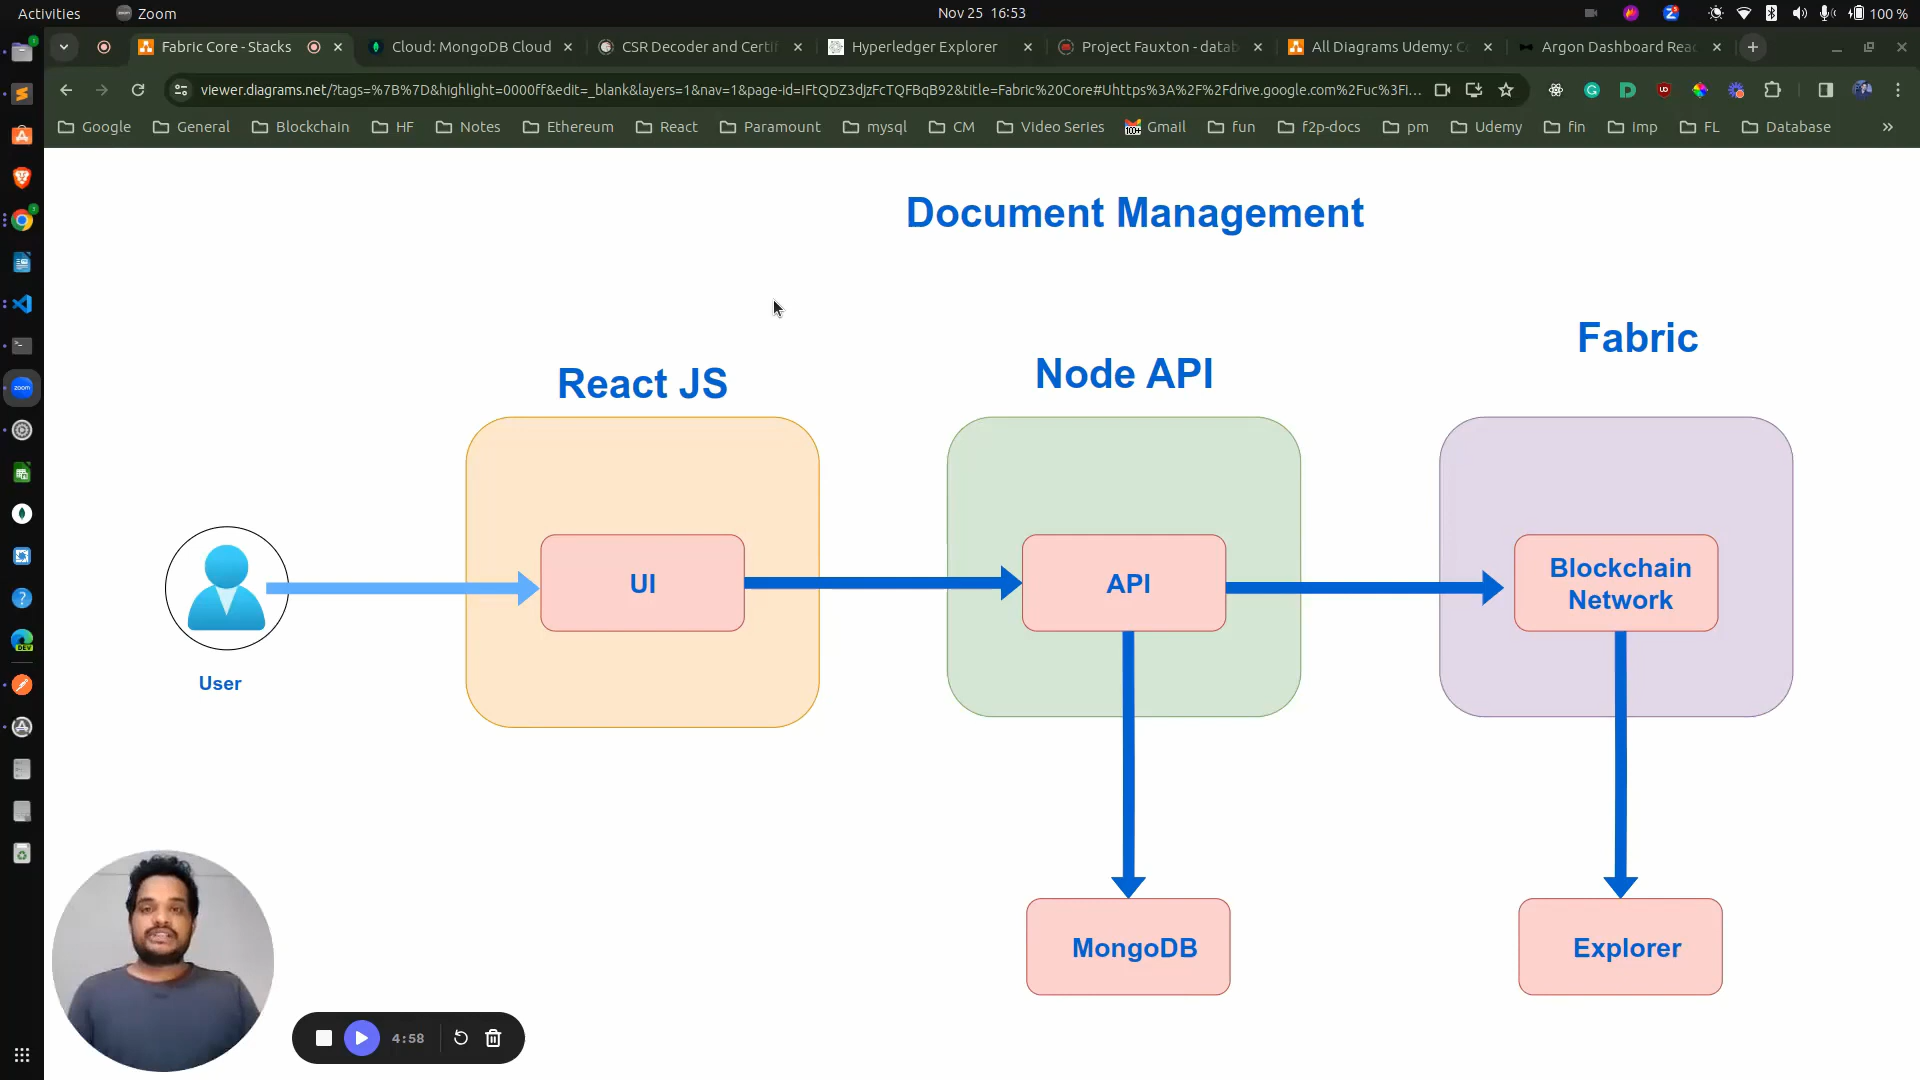 Activities
Zoom
Nov 25 16:53
100 %
Fabric Core - Stacks
Cloud: MongoDB Cloud
CSR Decoder and Certif
Hyperledger Explorer
Project Fauxton - datab
All Diagrams Udemy: C
Argon Dashboard Reac
viewer.diagrams.net/?tags=%7B%7D&highlight=0000ff&edit=_blank&layers=1&nav=1&page-id=IFtQDZ3dJzFcTQFBqB92&title=Fabric%20Core#Uhttps%3A%2F%2Fdrive.google.com%2Fuc%3Fi...
Google
General
Blockchain
HF
Notes
Ethereum
React
Paramount
mysql
CM
Video Series
Gmail
fun
f2p-docs
pm
Udemy
fin
Imp
FL
Database
»
Document Management
React JS
Node API
Fabric
UI
API
Blockchain
Network
User
MongoDB
Explorer
4:58
zoom
DEV